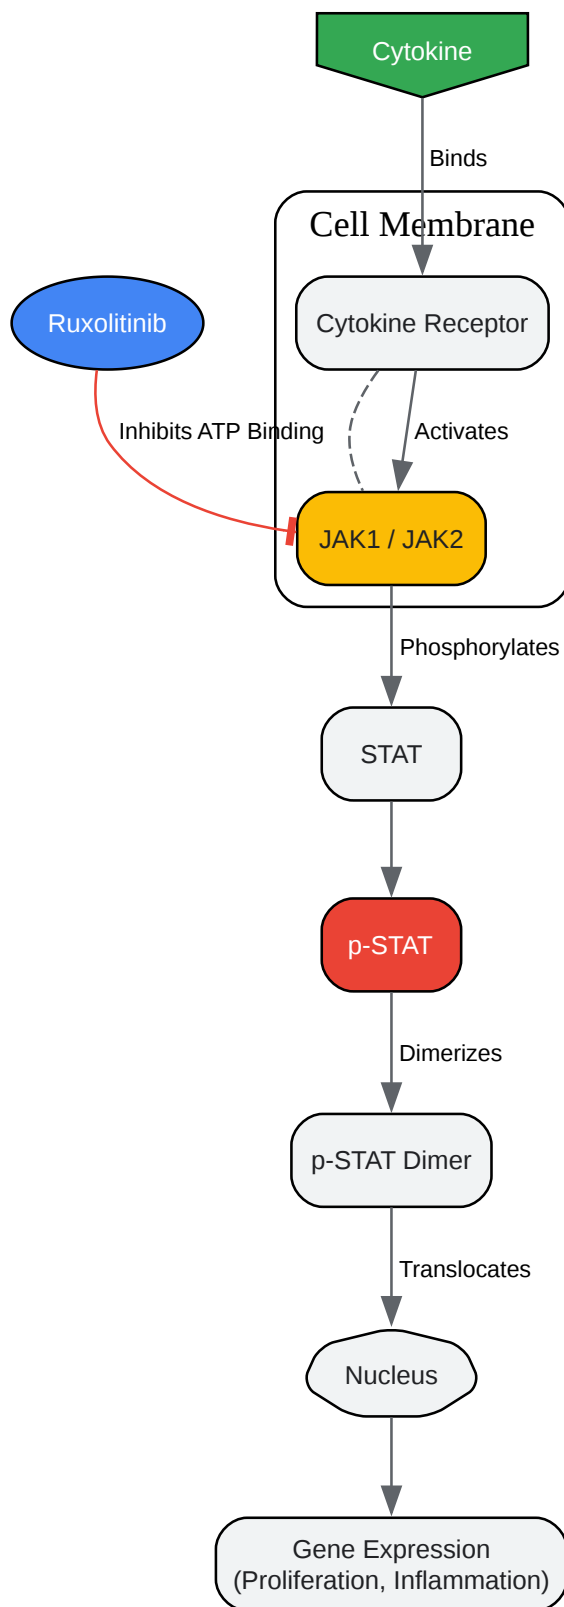 Cytokine
Binds
Cell Membrane
Ruxolitinib
Cytokine Receptor
Inhibits ATP Binding
Activates
JAK1 / JAK2
Phosphorylates
STAT
p-STAT
Dimerizes
p-STAT Dimer
Translocates
Nucleus
Gene Expression
(Proliferation, Inflammation)